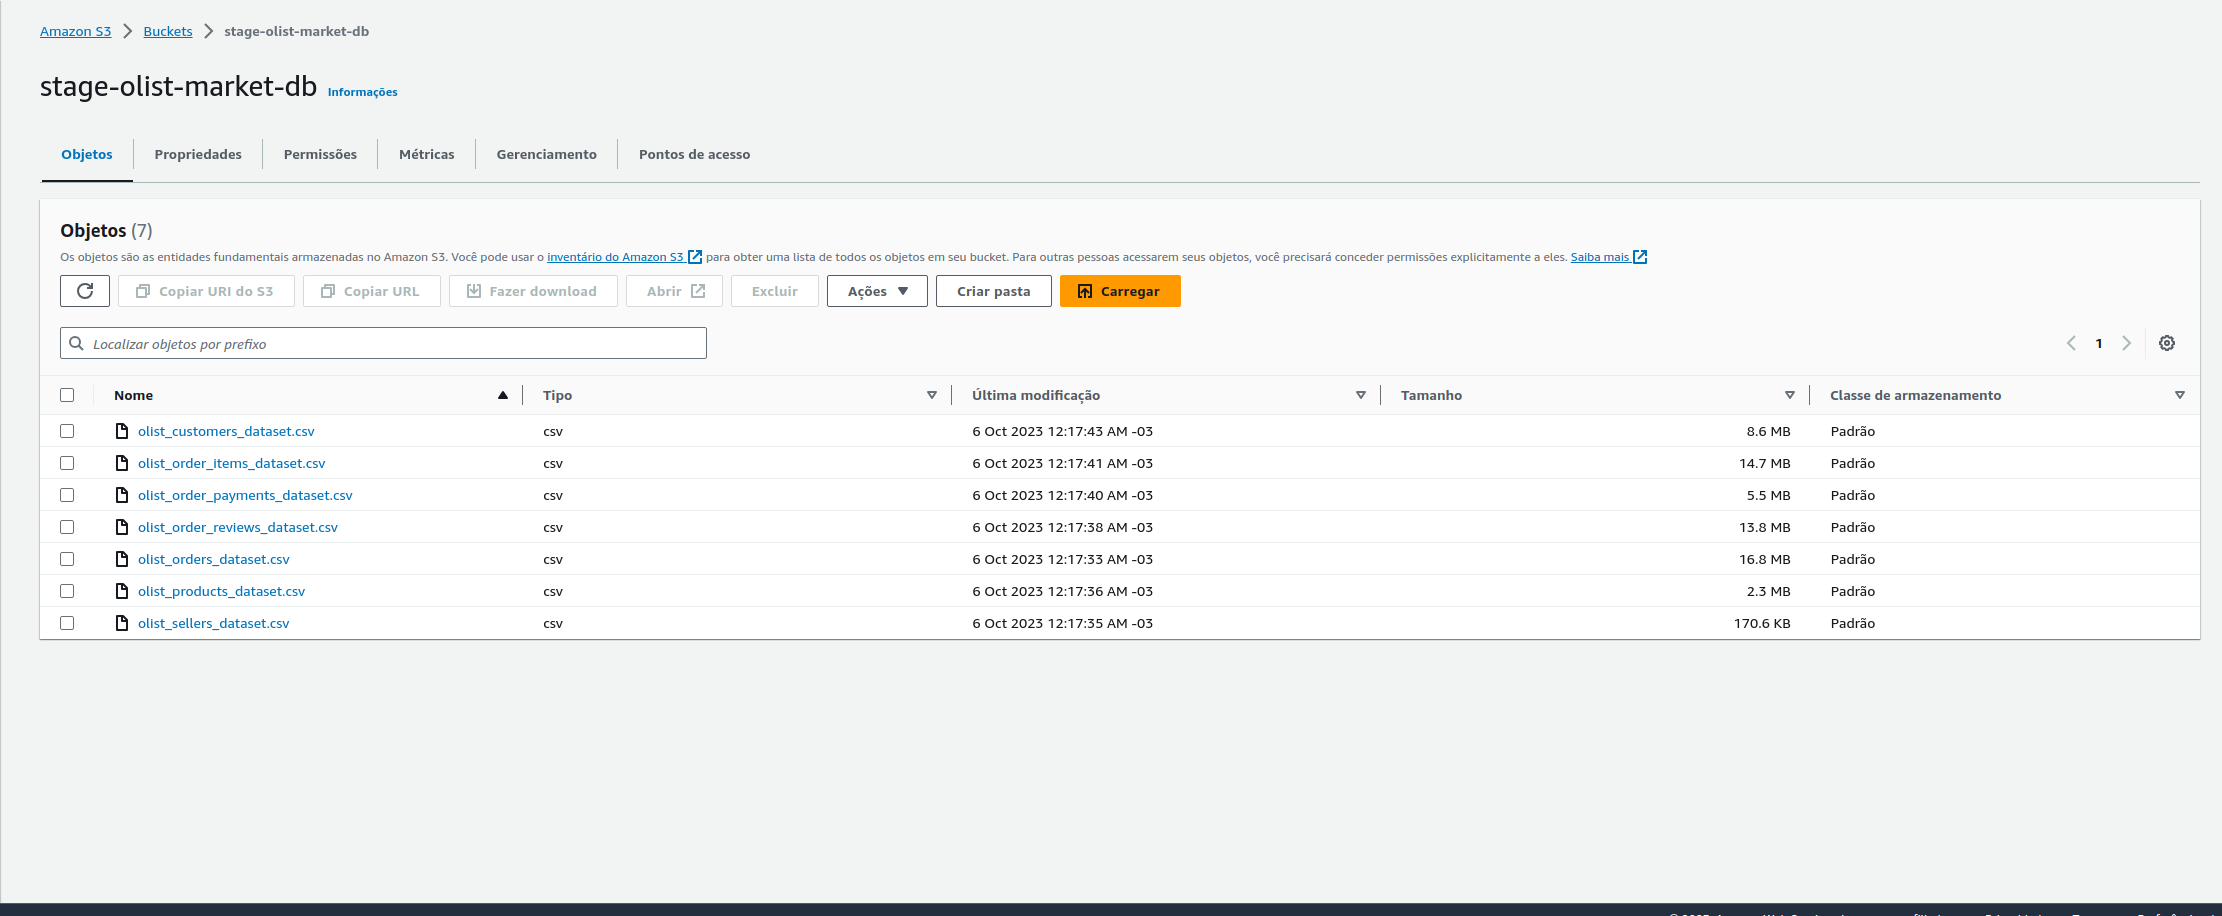 Amazon S3 > Buckets > stage-olist-market-db
stage-olist-market-db Informações
Objetos Propriedades Permissões Métricas Gerenciamento Pontos de acesso
Objetos (7)
Os objetos são as entidades fundamentais armazenadas no Amazon S3. Você pode usar o inventário do Amazon S3 para obter uma lista de todos os objetos em seu bucket. Para outras pessoas acessarem seus objetos, você precisará conceder permissões explicitamente a eles. Saiba mais
Copiar URI do S3 Copiar URL Fazer download Abrir Excluir Ações Criar pasta Carregar
Localizar objetos por prefixo < 1 >
Nome Tipo Última modificação Tamanho Classe de armazenamento
olist_customers_dataset.csv csv 6 Oct 2023 12:17:43 AM -03 8.6 MB Padrão
olist_order_items_dataset.csv csv 6 Oct 2023 12:17:41 AM -03 14.7 MB Padrão
olist_order_payments_dataset.csv csv 6 Oct 2023 12:17:40 AM -03 5.5 MB Padrão
olist_order_reviews_dataset.csv csv 6 Oct 2023 12:17:38 AM -03 13.8 MB Padrão
olist_orders_dataset.csv csv 6 Oct 2023 12:17:33 AM -03 16.8 MB Padrão
olist_products_dataset.csv csv 6 Oct 2023 12:17:36 AM -03 2.3 MB Padrão
olist_sellers_dataset.csv csv 6 Oct 2023 12:17:35 AM -03 170.6 KB Padrão